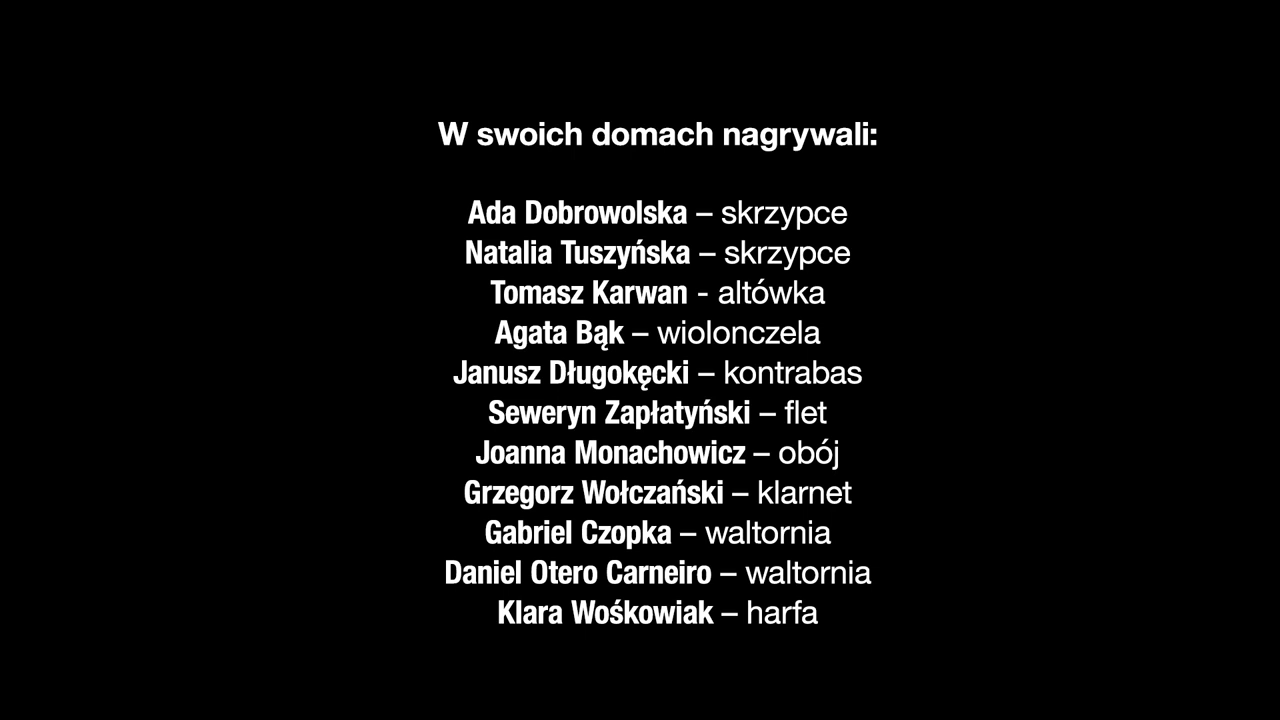 W swoich domach nagrywali:
Ada Dobrowolska – skrzypce
Natalia Tuszyńska – skrzypce
Tomasz Karwan - altówka
Agata Bąk – wiolonczela
Janusz Długokęcki – kontrabas
Seweryn Zapłatyński – flet
Joanna Monachowicz – obój
Grzegorz Wołczański – klarnet
Gabriel Czopka – waltornia
Daniel Otero Carneiro – waltornia
Klara Wośkowiak – harfa